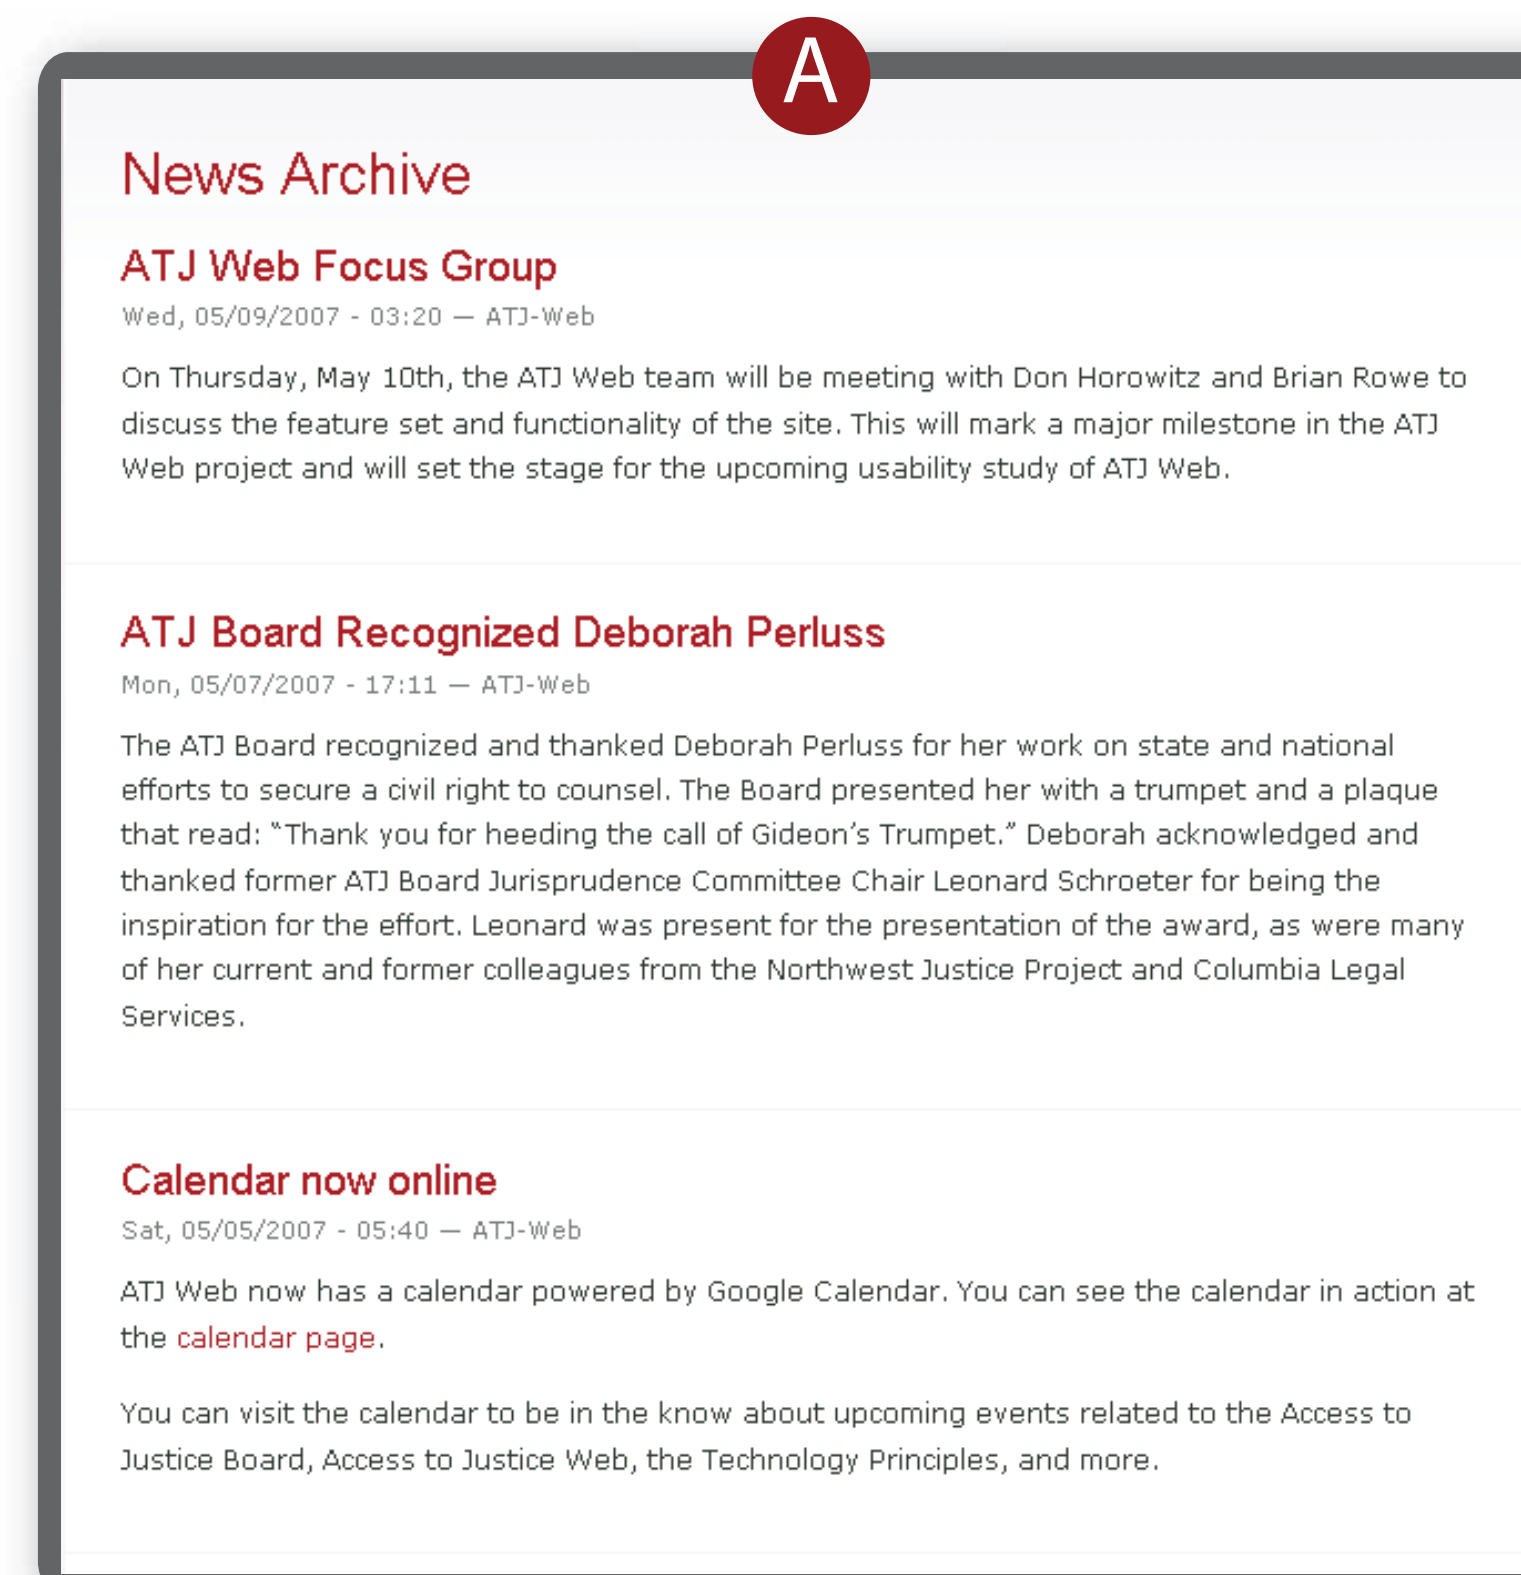 A
News Archive
ATJ Web Focus Group
Wed, 05/09/2007 - 03:20 — ATJ-Web
On Thursday, May 10th, the ATJ Web team will be meeting with Don Horowitz and Brian Rowe to
discuss the feature set and functionality of the site. This will mark a major milestone in the ATJ
Web project and will set the stage for the upcoming usability study of ATJ Web.
ATJ Board Recognized Deborah Perluss
Mon, 05/07/2007 - 17:11 — ATJ-Web
The ATJ Board recognized and thanked Deborah Perluss for her work on state and national
efforts to secure a civil right to counsel. The Board presented her with a trumpet and a plaque
that read: “Thank you for heeding the call of Gideon’s Trumpet.” Deborah acknowledged and
thanked former ATJ Board Jurisprudence Committee Chair Leonard Schroeter for being the
inspiration for the effort. Leonard was present for the presentation of the award, as were many
of her current and former colleagues from the Northwest Justice Project and Columbia Legal
Services.
Calendar now online
Sat, 05/05/2007 - 05:40 — ATJ-Web
ATJ Web now has a calendar powered by Google Calendar. You can see the calendar in action at
the calendar page.
You can visit the calendar to be in the know about upcoming events related to the Access to
Justice Board, Access to Justice Web, the Technology Principles, and more.